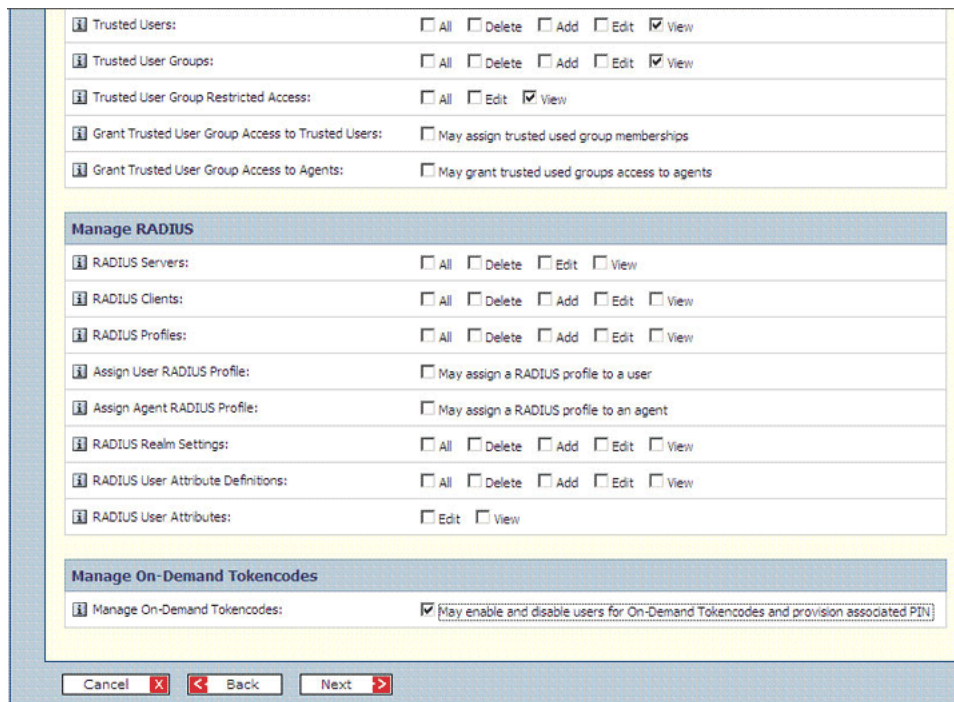 Trusted Users: All Delete Add Edit View
Trusted User Groups: All Delete Add Edit View
Trusted User Group Restricted Access: All Edit View
Grant Trusted User Group Access to Trusted Users: May assign trusted used group memberships
Grant Trusted User Group Access to Agents: May grant trusted used groups access to agents
Manage RADIUS
RADIUS Servers: All Delete Edit View
RADIUS Clients: All Delete Add Edit View
RADIUS Profiles: All Delete Add Edit View
Assign User RADIUS Profile: May assign a RADIUS profile to a user
Assign Agent RADIUS Profile: May assign a RADIUS profile to an agent
RADIUS Realm Settings: All Delete Add Edit View
RADIUS User Attribute Definitions: All Delete Add Edit View
RADIUS User Attributes: Edit View
Manage On-Demand Tokencodes
Manage On-Demand Tokencodes: May enable and disable users for On-Demand Tokencodes and provision associated PIN
Cancel X Back Next